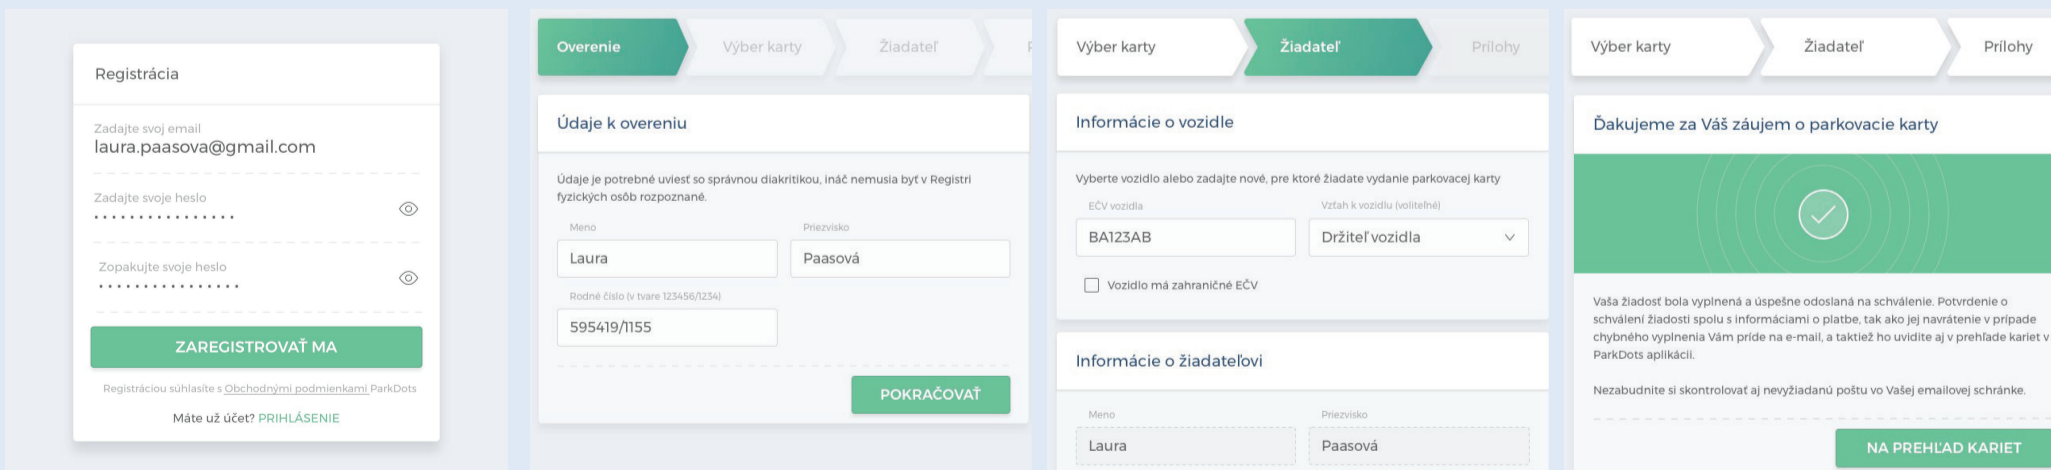 Registrácia
Zadajte svoj email
laura.paasova@gmail.com
Zadajte svoje heslo
Zopakujte svoje heslo
ZAREGISTROVAŤ MA
Registráciou súhlasíte s Obchodnými podmienkami ParkDots
Máte už účet? PRIHLÁSENIE
Overenie
Výber karty
Žiadateľ
Údaje k overeniu
Údaje je potrebné uviesť so správnou diakritikou, ináč nemusia byť v Registri
fyzických osôb rozpoznané.
Meno
Priezvisko
Laura
Paasová
Rodné číslo (v tvare 123456/1234)
595419/1155
POKRAČOVAŤ
Výber karty
Žiadateľ
Prílohy
Informácie o vozidle
Vyberte vozidlo alebo zadajte nové, pre ktoré žiadate vydanie parkovacej karty
EČV vozidla
Vzťah k vozidlu (voliteľné)
BA123AB
Držiteľ vozidla
Vozidlo má zahraničné EČV
Informácie o žiadateľovi
Meno
Priezvisko
Laura
Paasová
Výber karty
Žiadateľ
Prílohy
Ďakujeme za Váš záujem o parkovacie karty
Vaša žiadosť bola vyplnená a úspešne odoslaná na schválenie. Potvrdenie o
schválení žiadosti spolu s informáciami o platbe, tak ako jej navrátenie v prípade
chybného vyplnenia Vám príde na e-mail, a taktiež ho uvidíte aj v prehľade kariet v
ParkDots aplikácii.
Nezabudnite si skontrolovať aj nevyžiadanú poštu vo Vašej emailovej schránke.
NA PREHĽAD KARIET